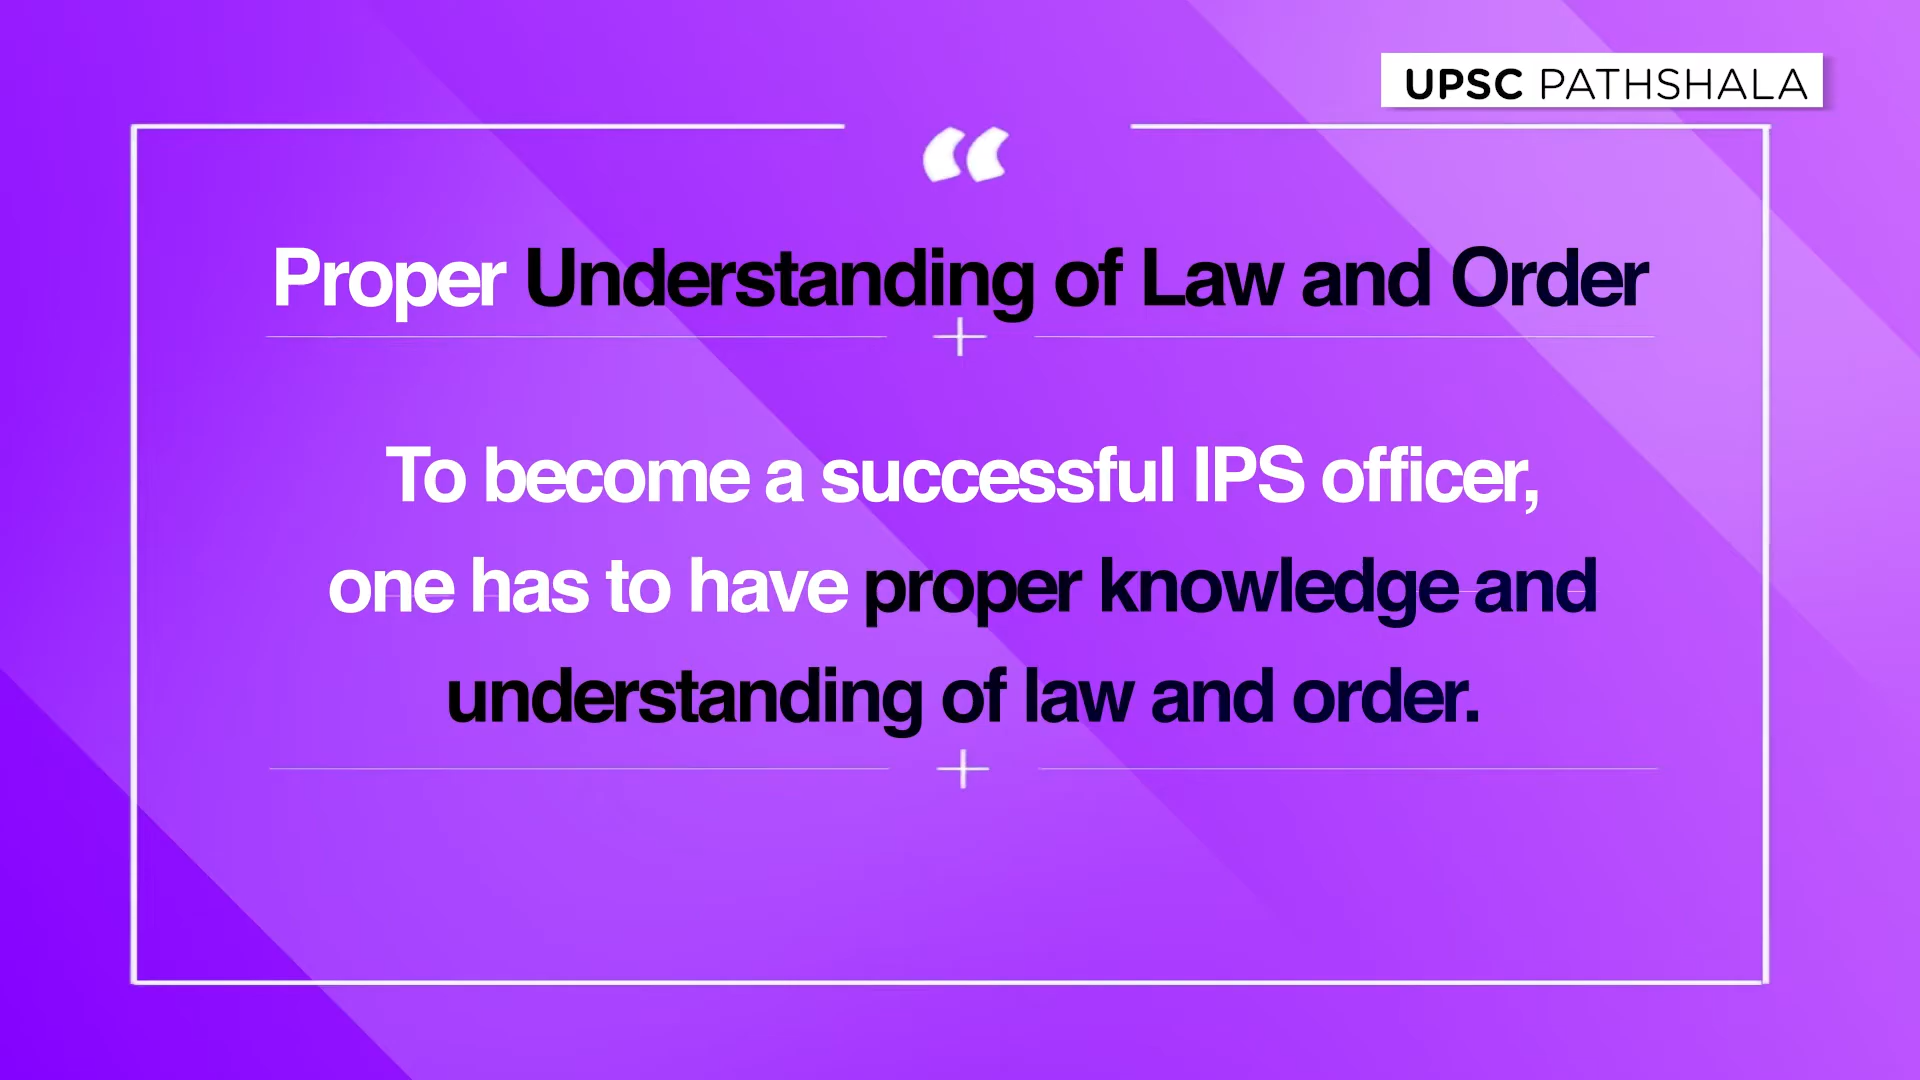 UPSC PATHSHALA
“
Proper Understanding of Law and Order
To become a successful IPS officer,
one has to have proper knowledge and
understanding of law and order.